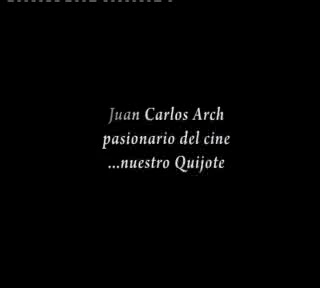 Juan Carlos Arch
pasionario del cine
...nuestro Quijote